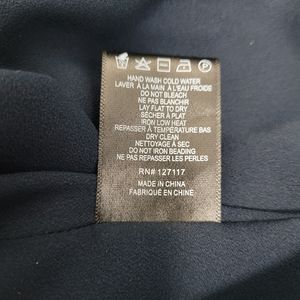 HAND WASH COLD WATER
LAVER À LA MAIN À L'EAU FROIDE
DO NOT BLEACH
NE PAS BLANCHIR
LAY FLAT TO DRY
SÉCHER À PLAT
IRON LOW HEAT
REPASSER À TEMPÉRATURE BAS
DRY CLEAN
NETTOYAGE À SEC
DO NOT IRON BEADING
NE PAS REPASSER LES PERLES
RN# 127117
MADE IN CHINA
FABRIQUÉ EN CHINE